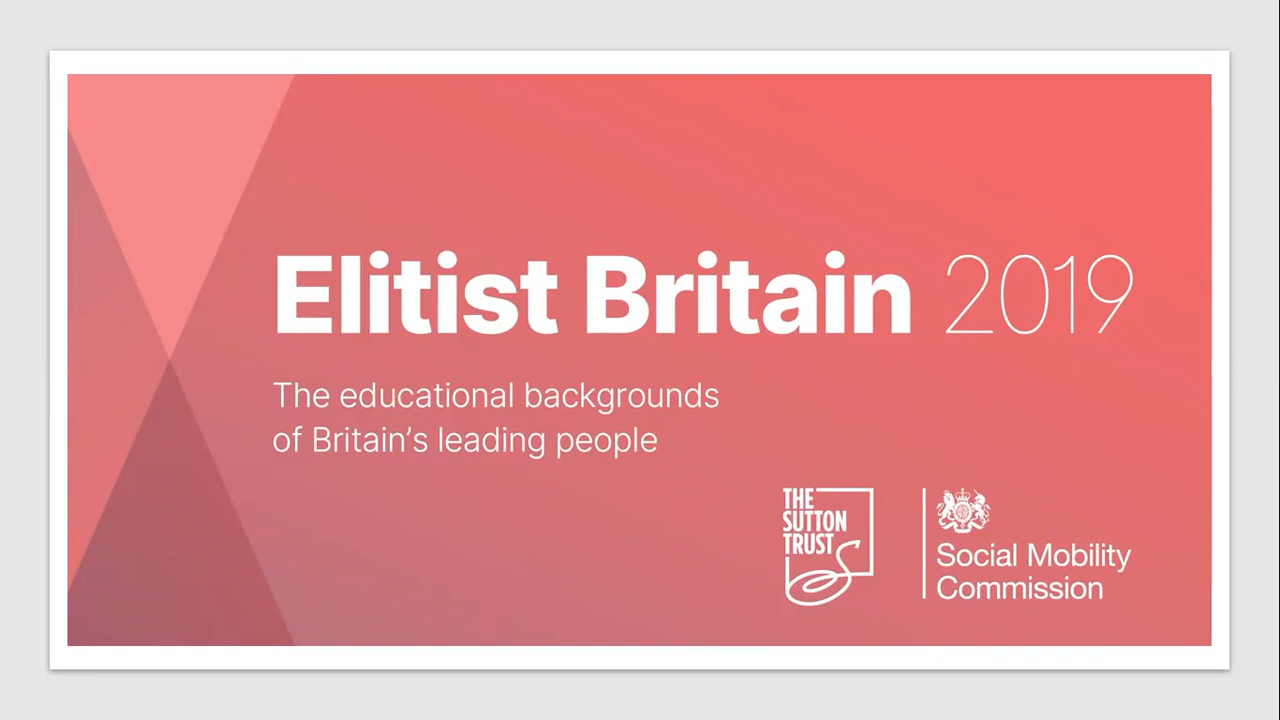 Elitist Britain 2019
The educational backgrounds
of Britain's leading people
THE
SUTTON
TRUST
Social Mobility
Commission